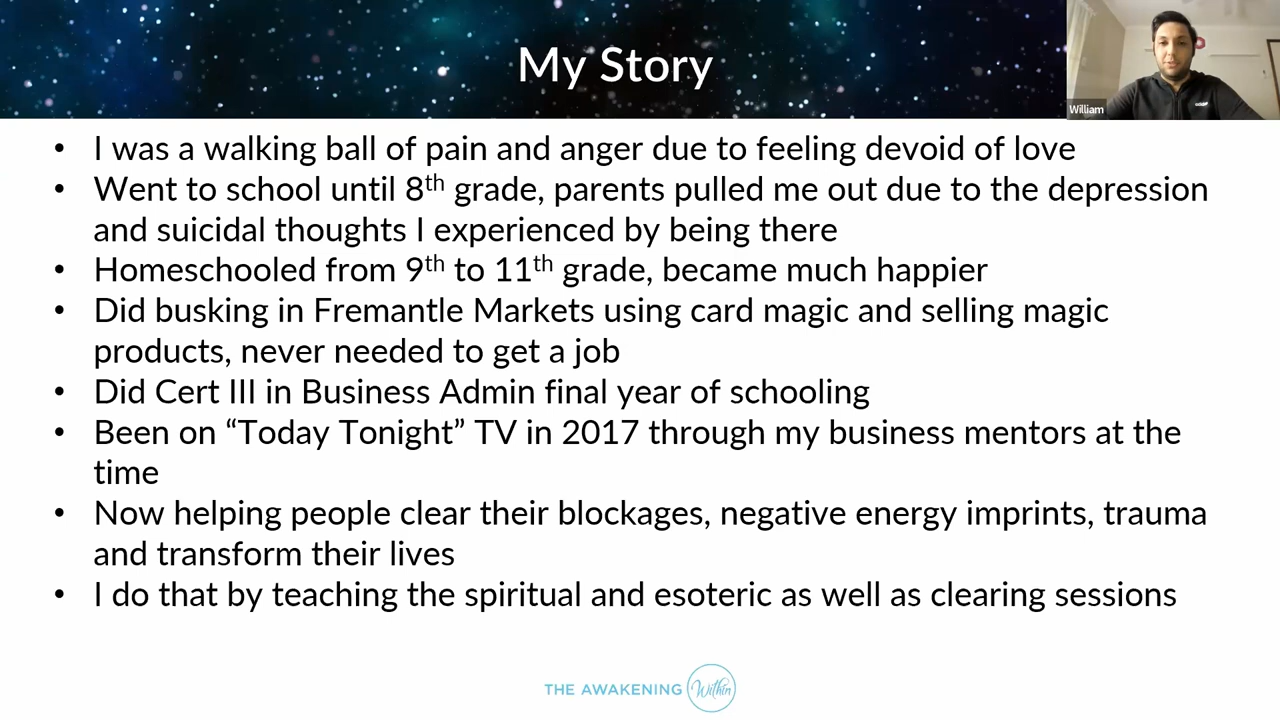 My Story
William
• I was a walking ball of pain and anger due to feeling devoid of love
• Went to school until 8th grade, parents pulled me out due to the depression
and suicidal thoughts I experienced by being there
• Homeschooled from 9th to 11th grade, became much happier
• Did busking in Fremantle Markets using card magic and selling magic
products, never needed to get a job
• Did Cert III in Business Admin final year of schooling
• Been on “Today Tonight” TV in 2017 through my business mentors at the
time
• Now helping people clear their blockages, negative energy imprints, trauma
and transform their lives
• I do that by teaching the spiritual and esoteric as well as clearing sessions
THE AWAKENING Within